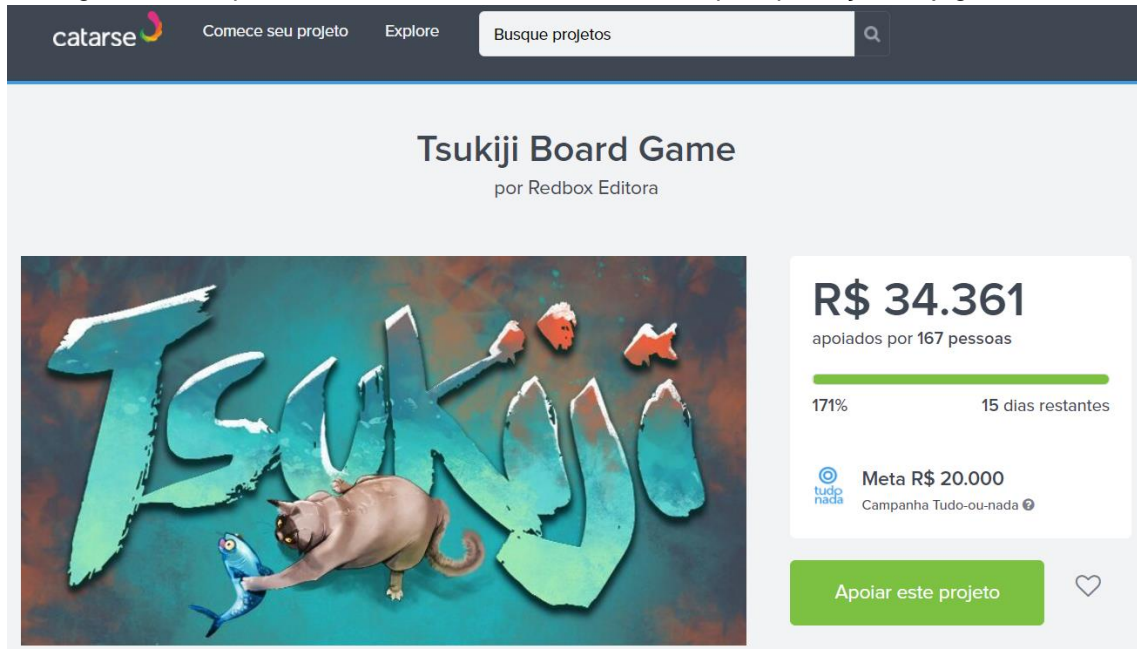 catarse Comece seu projeto Explore Busque projetos
Tsukiji Board Game
por Redbox Editora
Tsukiji
R$ 34.361
apoiados por 167 pessoas
171% 15 dias restantes
tudo nada
Meta R$ 20.000
Campanha Tudo-ou-nada
Apoiar este projeto